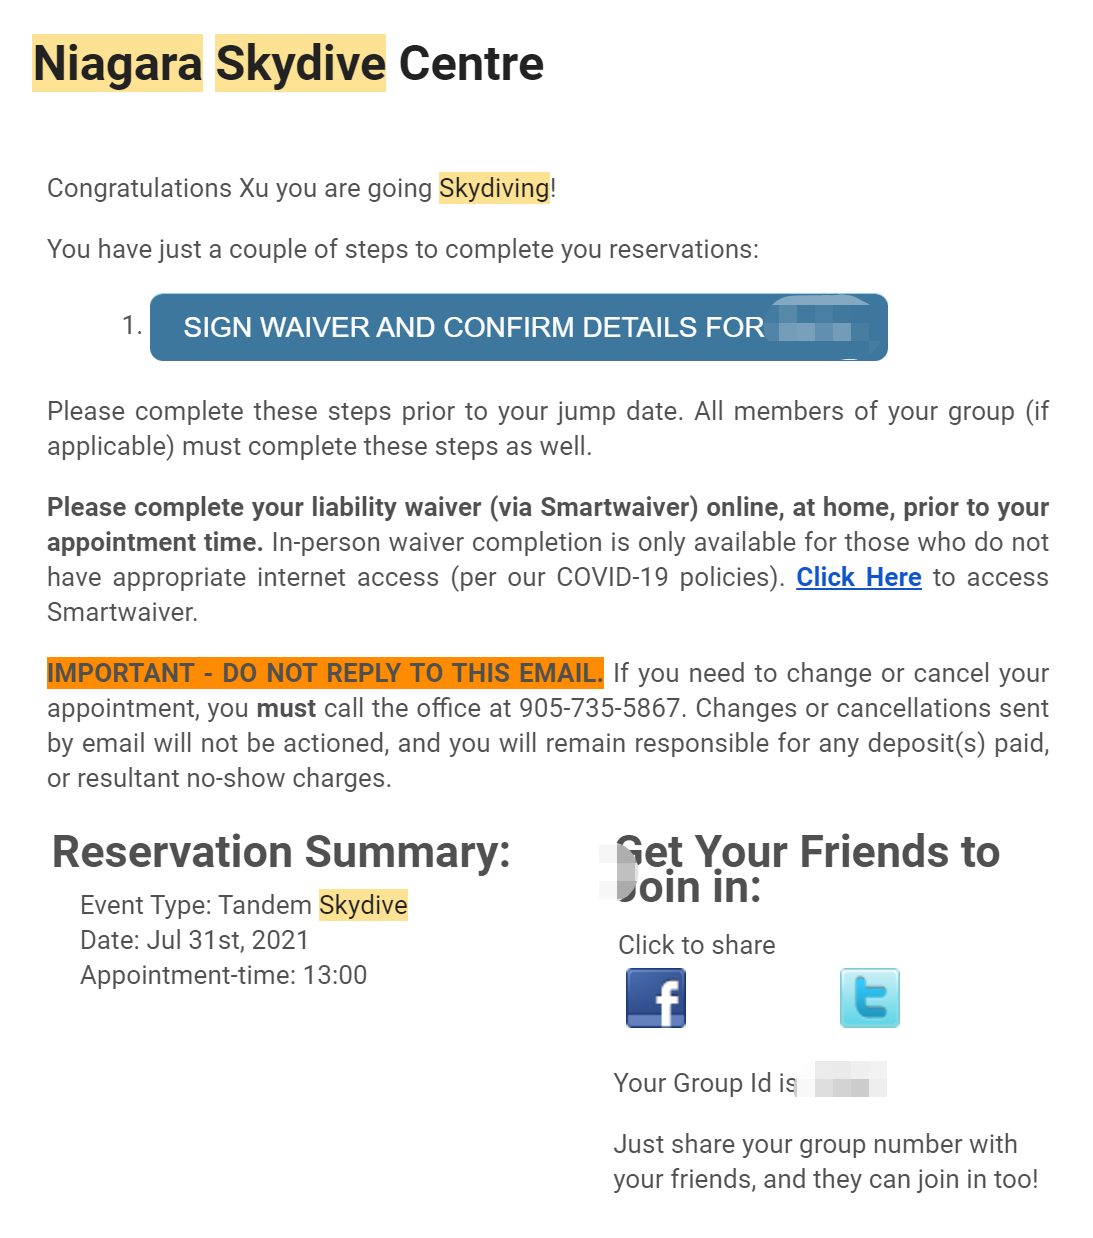 Niagara Skydive Centre
Congratulations Xu you are going Skydiving!
You have just a couple of steps to complete you reservations:
1. SIGN WAIVER AND CONFIRM DETAILS FOR
Please complete these steps prior to your jump date. All members of your group (if
applicable) must complete these steps as well.
Please complete your liability waiver (via Smartwaiver) online, at home, prior to your
appointment time. In-person waiver completion is only available for those who do not
have appropriate internet access (per our COVID-19 policies). Click Here to access
Smartwaiver.
IMPORTANT - DO NOT REPLY TO THIS EMAIL. If you need to change or cancel your
appointment, you must call the office at 905-735-5867. Changes or cancellations sent
by email will not be actioned, and you will remain responsible for any deposit(s) paid,
or resultant no-show charges.
Reservation Summary:
Event Type: Tandem Skydive
Date: Jul 31st, 2021
Appointment-time: 13:00
Get Your Friends to
Join in:
Click to share
f
t
Your Group Id is
Just share your group number with
your friends, and they can join in too!